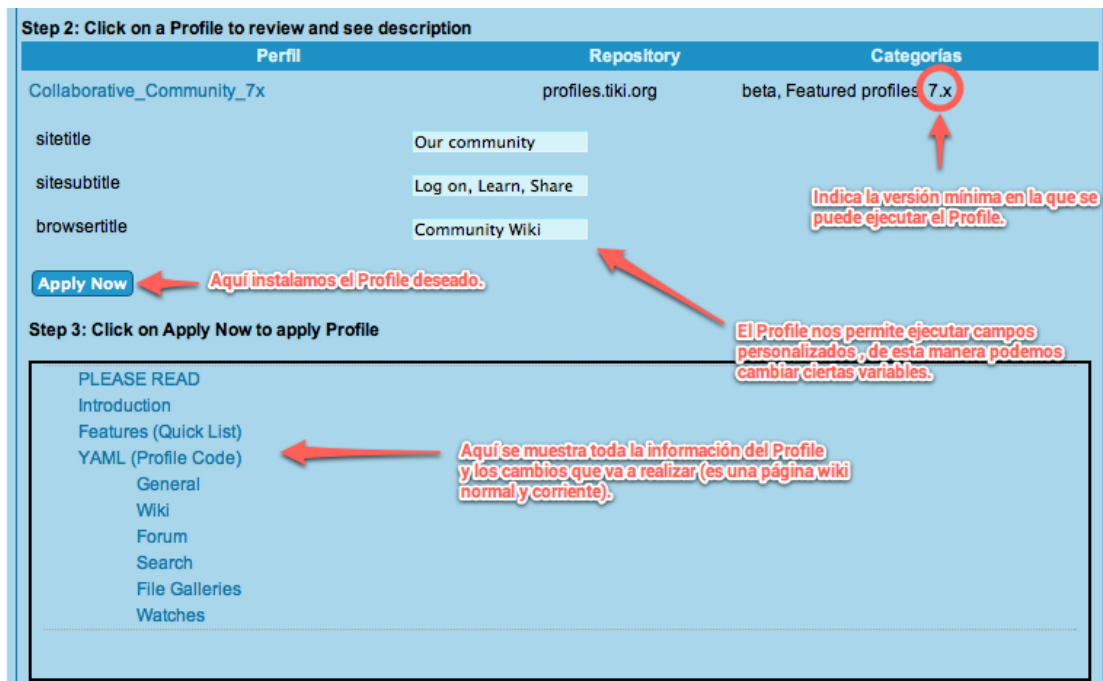 Step 2: Click on a Profile to review and see description
Perfil Repository Categorías
Collaborative_Community_7x profiles.tiki.org beta, Featured profiles, 7.x
sitetitle Our community
sitesubtitle Log on, Learn, Share
Indica la versión mínima en la que se
puede ejecutar el Profile.
browsertitle Community Wiki
Apply Now Aquí instalamos el Profile deseado.
Step 3: Click on Apply Now to apply Profile
El Profile nos permite ejecutar campos
personalizados , de esta manera podemos
cambiar ciertas variables.
PLEASE READ
Introduction
Features (Quick List)
YAML (Profile Code)
Aquí se muestra toda la información del Profile
y los cambios que va a realizar (es una página wiki
normal y corriente).
General
Wiki
Forum
Search
File Galleries
Watches